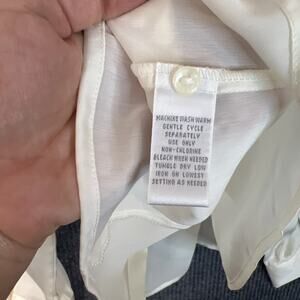 MACHINE WASH WARM
GENTLE CYCLE
SEPARATELY
USE ONLY
NON-CHLORINE
BLEACH WHEN NEEDED
TUMBLE DRY LOW
IRON ON LOWEST
SETTING AS NEEDED